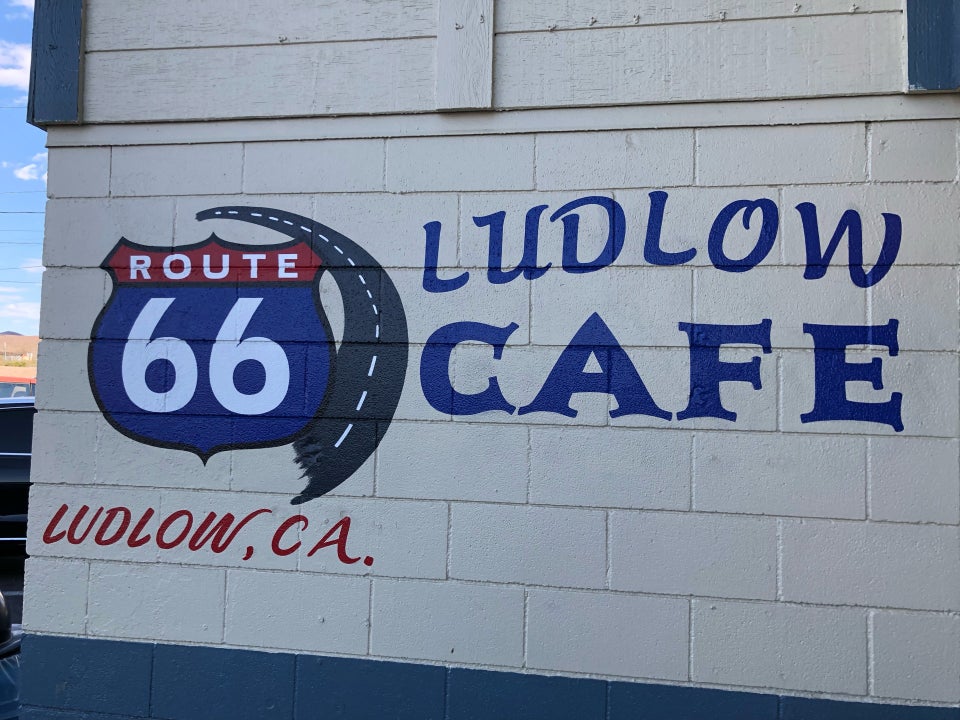 ROUTE
66
LUDLOW
CAFE
LUDLOW, CA.